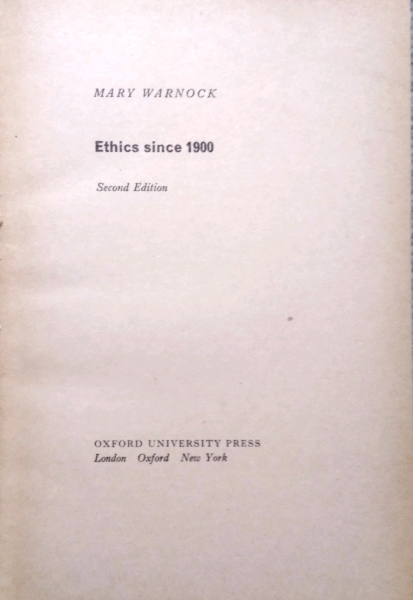 MARY WARNOCK
Ethics since 1900
Second Edition
OXFORD UNIVERSITY PRESS
London Oxford New York